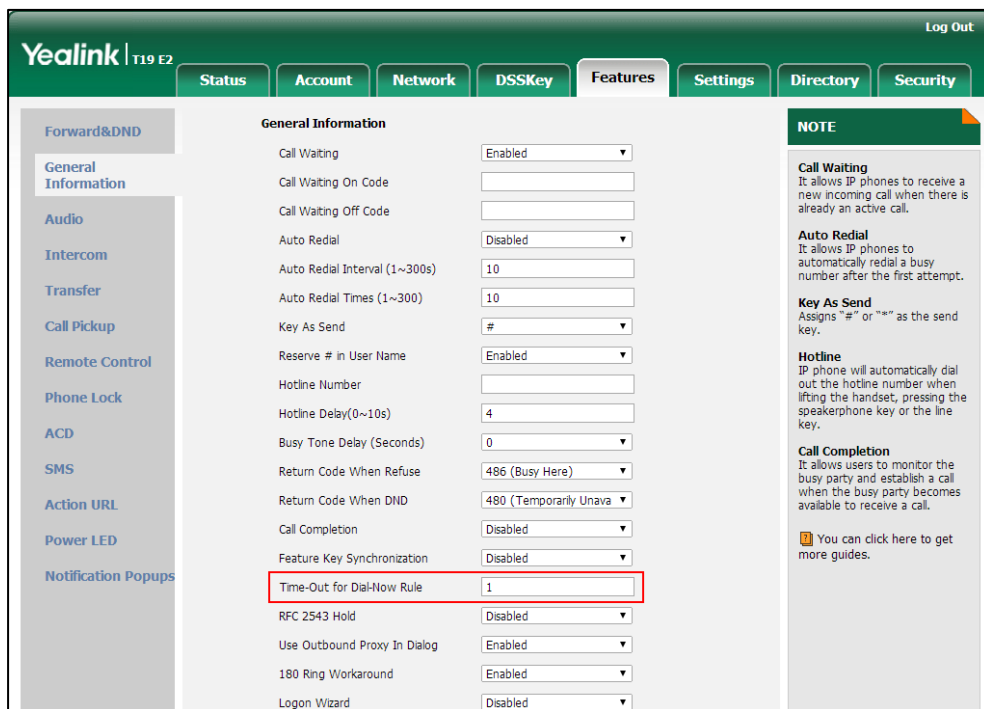 Log Out
Yealink T19 E2
Status Account Network DSSKey Features Settings Directory Security
Forward&DND
General
Information
Audio
Intercom
Transfer
Call Pickup
Remote Control
Phone Lock
ACD
SMS
Action URL
Power LED
Notification Popups
General Information
Call Waiting Enabled
Call Waiting On Code
Call Waiting Off Code
Auto Redial Disabled
Auto Redial Interval (1~300s) 10
Auto Redial Times (1~300) 10
Key As Send #
Reserve # in User Name Enabled
Hotline Number
Hotline Delay(0~10s) 4
Busy Tone Delay (Seconds) 0
Return Code When Refuse 486 (Busy Here)
Return Code When DND 480 (Temporarily Unava
Call Completion Disabled
Feature Key Synchronization Disabled
Time-Out for Dial-Now Rule 1
RFC 2543 Hold Disabled
Use Outbound Proxy In Dialog Enabled
180 Ring Workaround Enabled
Logon Wizard Disabled
NOTE
Call Waiting
It allows IP phones to receive a
new incoming call when there is
already an active call.
Auto Redial
It allows IP phones to
automatically redial a busy
number after the first attempt.
Key As Send
Assigns "#" or "*" as the send
key.
Hotline
IP phone will automatically dial
out the hotline number when
lifting the handset, pressing the
speakerphone key or the line
key.
Call Completion
It allows users to monitor the
busy party and establish a call
when the busy party becomes
available to receive a call.
? You can click here to get
more guides.